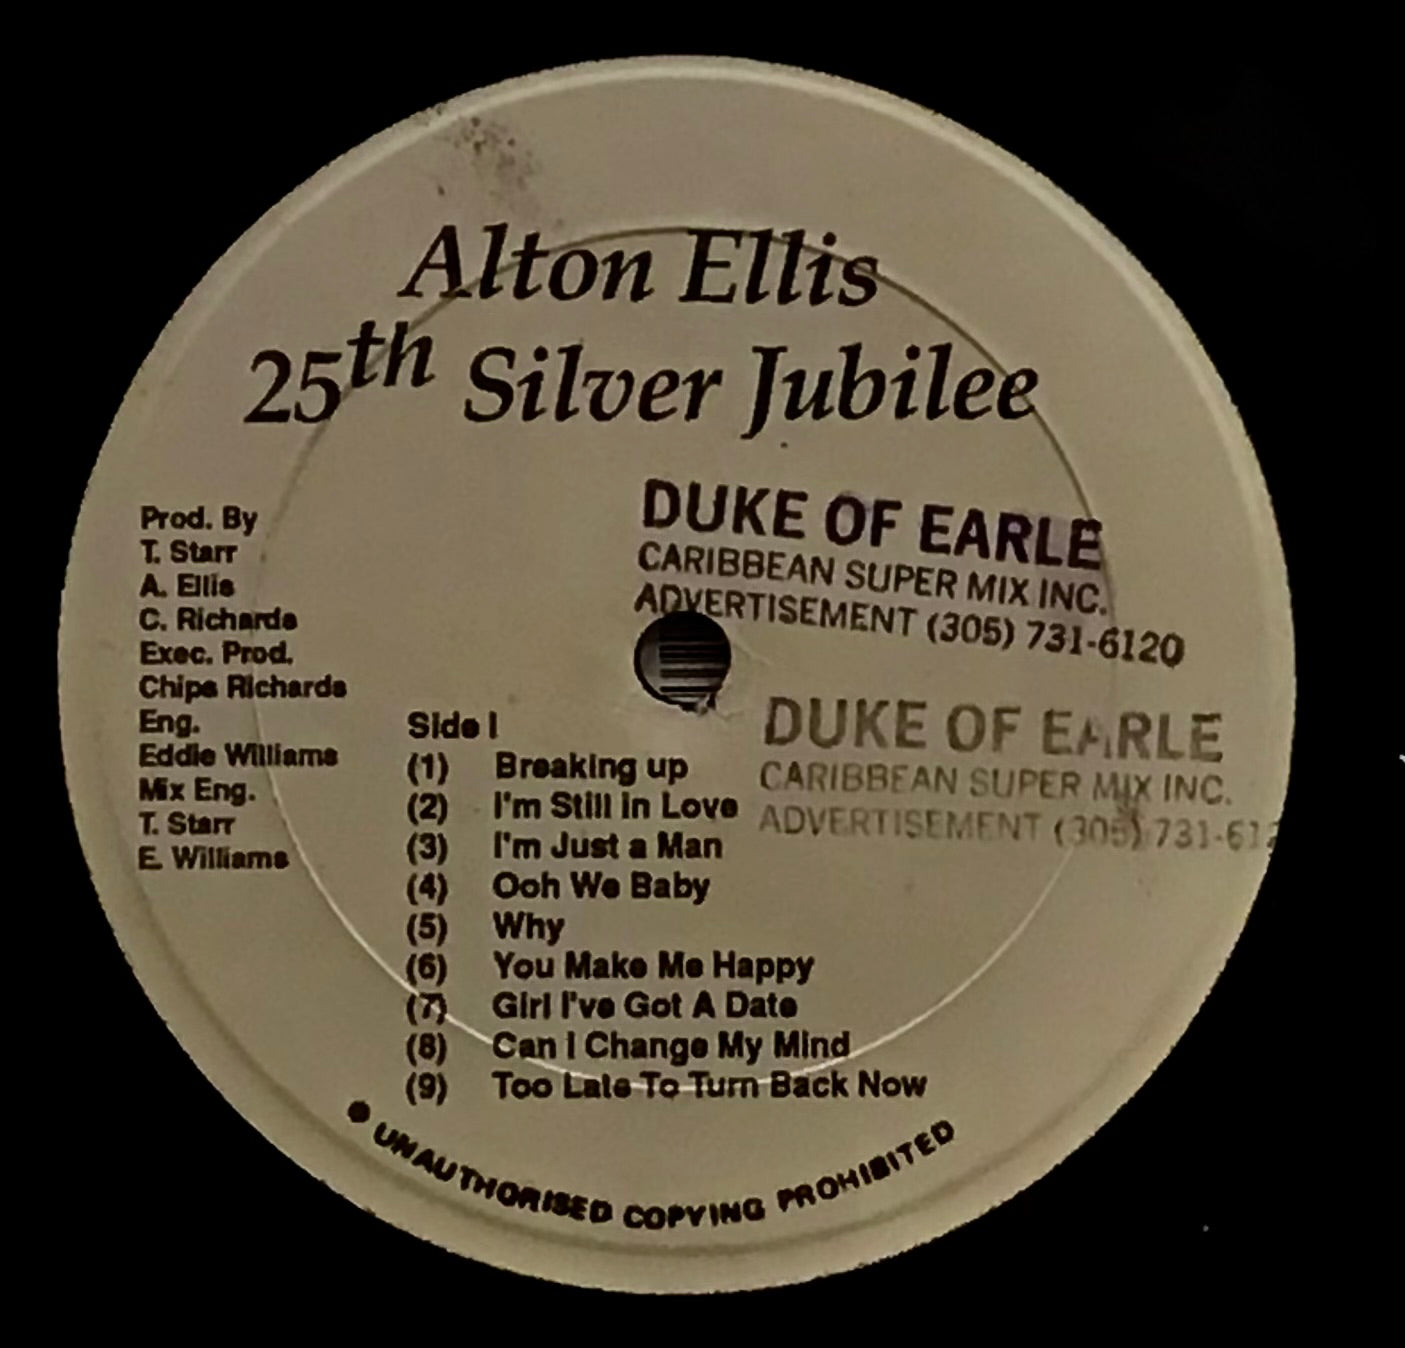 Alton Ellis
25th Silver Jubilee
DUKE OF EARLE
CARIBBEAN SUPER MIX INC.
ADVERTISEMENT (305) 731-6120
Prod. By
T. Starr
A. Ellis
C. Richards
Exec. Prod.
Chips Richards
Eng.
Eddie Williams
Mix Eng.
T. Starr
E. Williams
DUKE OF EARLE
CARIBBEAN SUPER MIX INC.
ADVERTISEMENT (305) 731-612
Side I
(1) Breaking up
(2) I'm Still in Love
(3) I'm Just a Man
(4) Ooh We Baby
(5) Why
(6) You Make Me Happy
(7) Girl I've Got A Date
(8) Can I Change My Mind
(9) Too Late To Turn Back Now
● UNAUTHORISED COPYING PROHIBITED